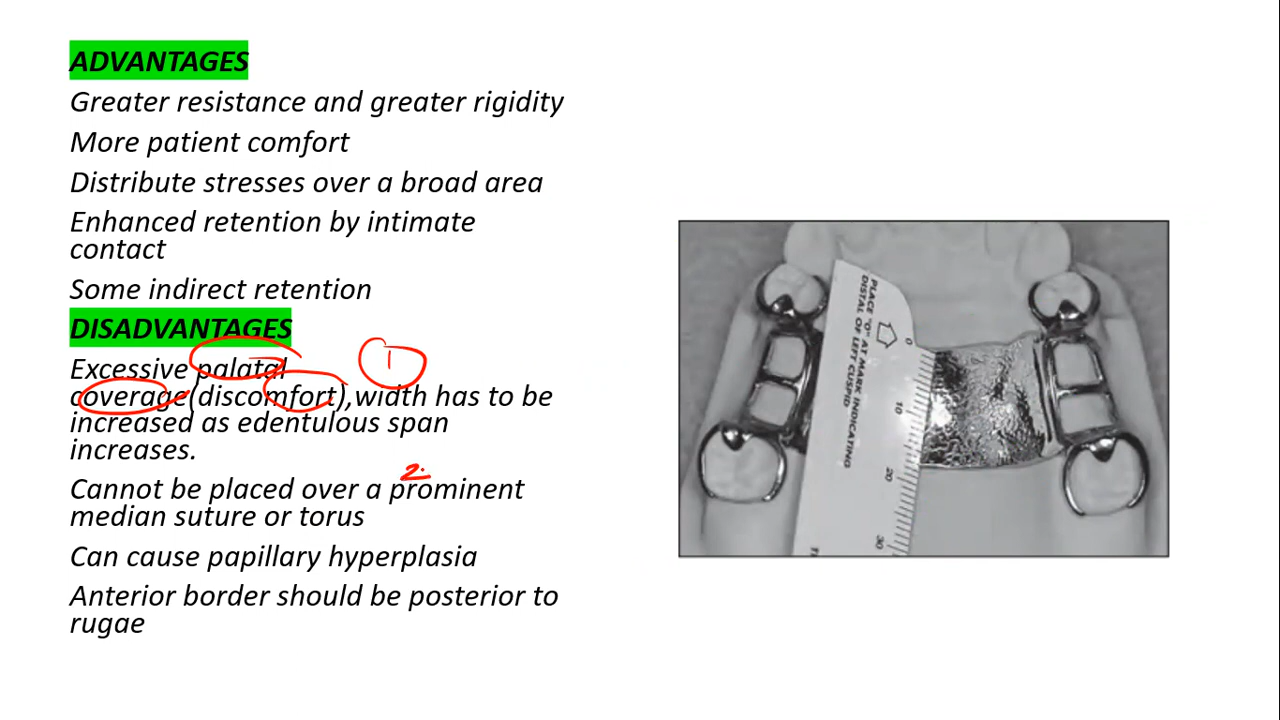 ADVANTAGES
Greater resistance and greater rigidity
More patient comfort
Distribute stresses over a broad area
Enhanced retention by intimate
contact
Some indirect retention
DISADVANTAGES
Excessive palatal
1
coverage(discomfort),width has to be
increased as edentulous span
increases.
2.
Cannot be placed over a prominent
median suture or torus
Can cause papillary hyperplasia
Anterior border should be posterior to
rugae
PLACE "0" AT MARK INDICATING
DISTAL OF LEFT CUSPID
0
10
20
30